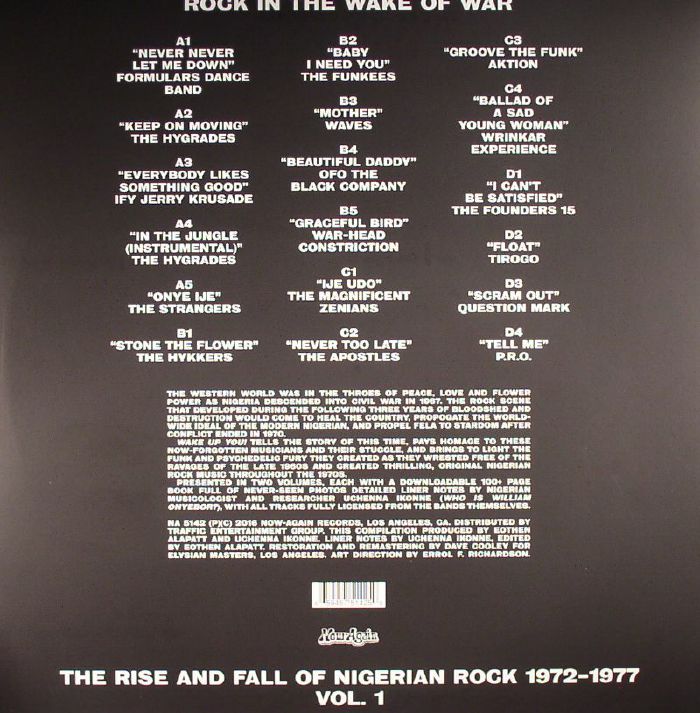 ROCK IN THE WAKE OF WAR
A1
"NEVER NEVER
LET ME DOWN"
FORMULARS DANCE
BAND
A2
"KEEP ON MOVING"
THE HYGRADES
A3
"EVERYBODY LIKES
SOMETHING GOOD"
IFY JERRY KRUSADE
A4
"IN THE JUNGLE
(INSTRUMENTAL)"
THE HYGRADES
A5
"ONYE IJE"
THE STRANGERS
B1
"STONE THE FLOWER"
THE HYKKERS
B2
"BABY
I NEED YOU"
THE FUNKEES
B3
"MOTHER"
WAVES
B4
"BEAUTIFUL DADDY"
OFO THE
BLACK COMPANY
B5
"GRACEFUL BIRD"
WAR-HEAD
CONSTRICTION
C1
"IJE UDO"
THE MAGNIFICENT
ZENIANS
C2
"NEVER TOO LATE"
THE APOSTLES
C3
"GROOVE THE FUNK"
AKTION
C4
"BALLAD OF
A SAD
YOUNG WOMAN"
WRINKAR
EXPERIENCE
D1
"I CAN'T
BE SATISFIED"
THE FOUNDERS 15
D2
"FLOAT"
TIROGO
D3
"SCRAM OUT"
QUESTION MARK
D4
"TELL ME"
P.R.O.
THE WESTERN WORLD WAS IN THE THROES OF PEACE, LOVE AND FLOWER
POWER AS NIGERIA DESCENDED INTO CIVIL WAR IN 1967. THE ROCK SCENE
THAT DEVELOPED DURING THE FOLLOWING THREE YEARS OF BLOODSHED AND
DESTRUCTION WOULD COME TO HEAL THE COUNTRY, PROPOGATE THE WORLD-
WIDE IDEAL OF THE MODERN NIGERIAN, AND PROPEL FELA TO STARDOM AFTER
CONFLICT ENDED IN 1970.
WAKE UP YOU! TELLS THE STORY OF THIS TIME, PAYS HOMAGE TO THESE
NOW-FORGOTTEN MUSICIANS AND THEIR STUGGLE, AND BRINGS TO LIGHT THE
FUNK AND PSYCHEDELIC FURY THEY CREATED AS THEY WRESTED FREE OF THE
RAVAGES OF THE LATE 1960S AND CREATED THRILLING, ORIGINAL NIGERIAN
ROCK MUSIC THROUGHOUT THE 1970S.
PRESENTED IN TWO VOLUMES, EACH WITH A DOWNLOADABLE 100+ PAGE
BOOK FULL OF NEVER-SEEN PHOTOS DETAILED LINER NOTES BY NIGERIAN
MUSICOLOGIST AND RESEARCHER UCHENNA IKONNE (WHO IS WILLIAM
ONYEBOR?), WITH ALL TRACKS FULLY LICENSED FROM THE BANDS THEMSELVES.
NA 5142 (P)(C) 2016 NOW-AGAIN RECORDS, LOS ANGELES, CA. DISTRIBUTED BY
TRAFFIC ENTERTAINMENT GROUP. THIS COMPILATION PRODUCED BY EOTHEN
ALAPATT AND UCHENNA IKONNE. LINER NOTES BY UCHENNA IKONNE, EDITED
BY EOTHEN ALAPATT. RESTORATION AND REMASTERING BY DAVE COOLEY FOR
ELYSIAN MASTERS, LOS ANGELES. ART DIRECTION BY ERROL F. RICHARDSON.
Now-Again
THE RISE AND FALL OF NIGERIAN ROCK 1972-1977
VOL. 1